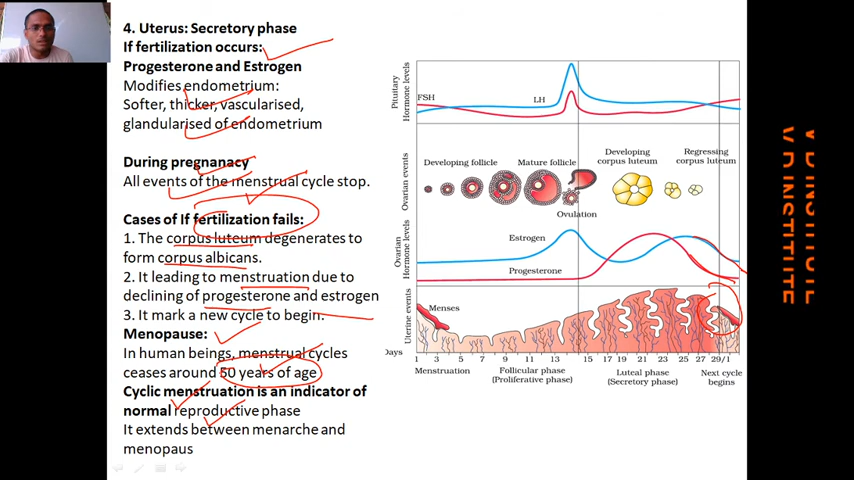 4. Uterus: Secretory phase
If fertilization occurs:
Progesterone and Estrogen
Modifies endometrium:
Softer, thicker, vascularised,
glandularised of endometrium
During pregnanacy
All events of the menstrual cycle stop.
Cases of If fertilization fails:
1. The corpus luteum degenerates to
form corpus albicans.
2. It leading to menstruation due to
declining of progesterone and estrogen
3. It mark a new cycle to begin.
Menopause:
In human beings, menstrual cycles
ceases around 50 years of age
Cyclic menstruation is an indicator of
normal reproductive phase
It extends between menarche and
menopaus
Pituitary
Hormone levels
FSH
LH
Ovarian events
Developing follicle
Mature follicle
Developing
corpus luteum
Regressing
corpus luteum
Ovulation
Ovarian
Hormone levels
Estrogen
Progesterone
Uterine events
Menses
Days
1 3 5 7 9 11 13 15 17 19 21 23 25 27 29/1
Menstruation
Follicular phase
(Proliferative phase)
Luteal phase
(Secretory phase)
Next cycle
begins
V D INSTITUTE
V D INSTITUTE